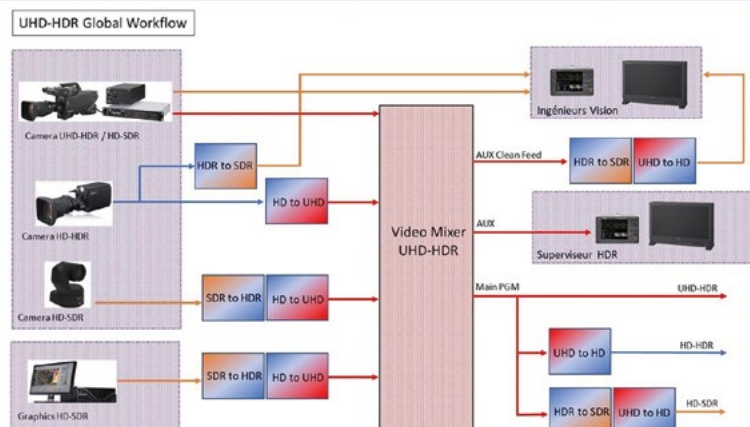 UHD-HDR Global Workflow
Camera UHD-HDR / HD-SDR
Ingénieurs Vision
HDR to SDR
AUX Clean Feed
HDR to SDR
UHD to HD
HD to UHD
Camera HD-HDR
Video Mixer
UHD-HDR
AUX
Superviseur HDR
SDR to HDR
HD to UHD
Camera HD-SDR
Main PGM
UHD-HDR
UHD to HD
HD-HDR
SDR to HDR
HD to UHD
Graphics HD-SDR
HDR to SDR
UHD to HD
HD-SDR